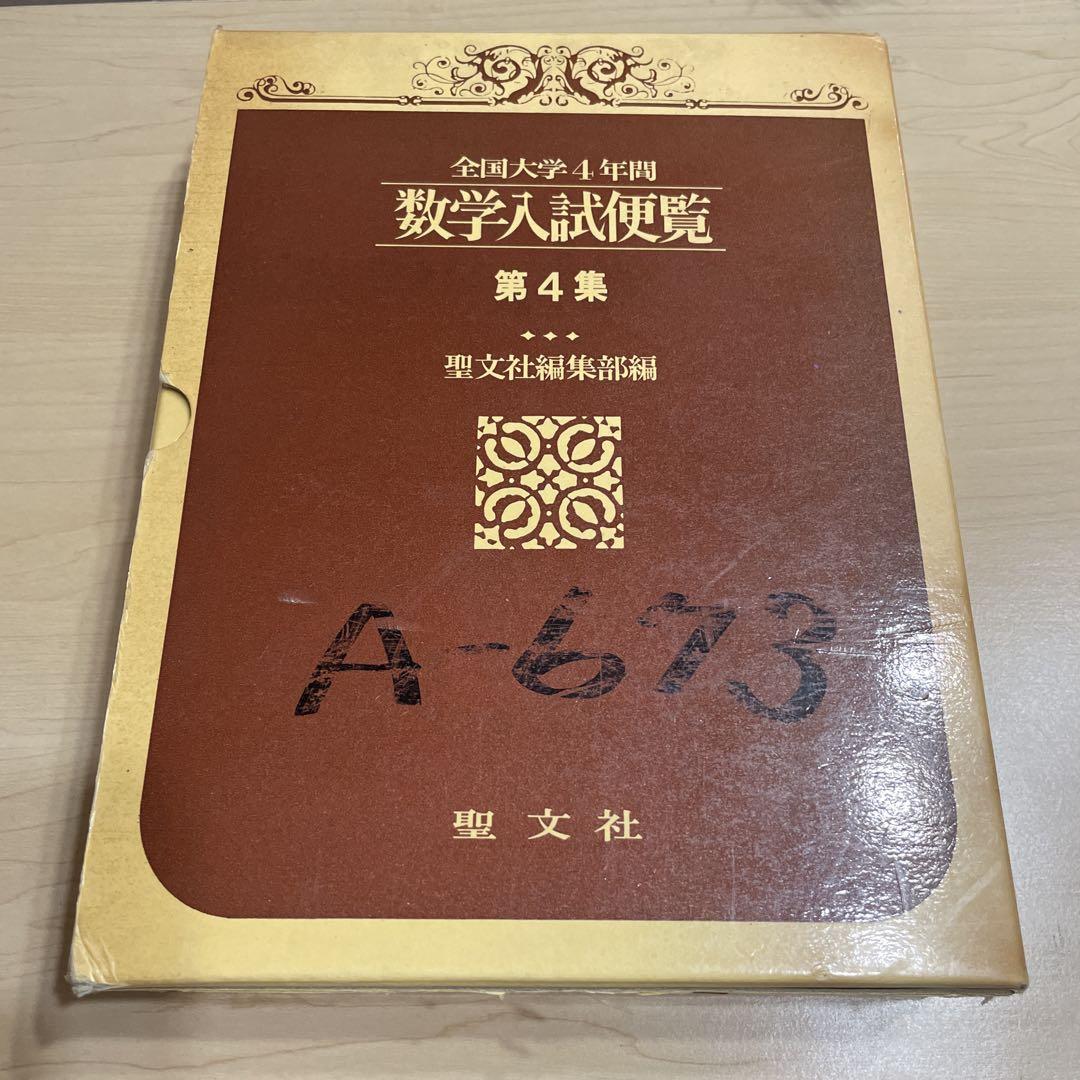 全国大学4年間
数学入試便覧
第4集
聖文社編集部編
A-673
聖文社